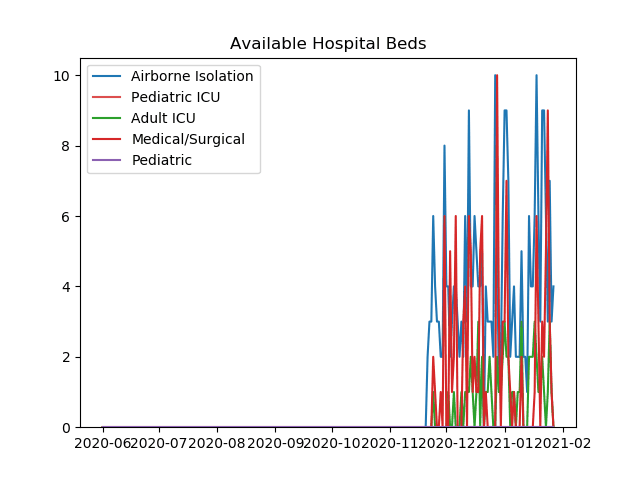 Available Hospital Beds
10
8
6
4
2
0
Airborne Isolation
Pediatric ICU
Adult ICU
Medical/Surgical
Pediatric
2020-06 2020-07 2020-08 2020-09 2020-10 2020-11 2020-12 2021-01 2021-02